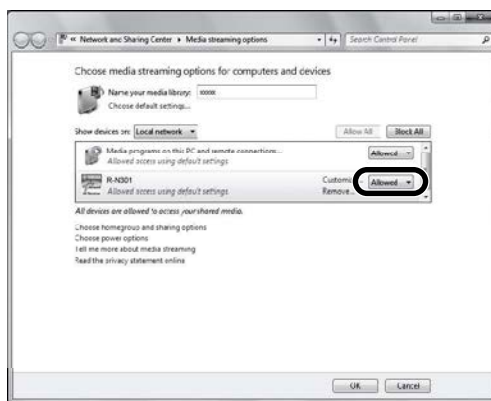 « Network and Sharing Center ▸ Media streaming options
Search Control Panel
Choose media streaming options for computers and devices
Name your media library: xxxxx
Choose default settings...
Show devices on: Local network
Allow All
Block All
Media programs on this PC and remote connections...
Allowed access using default settings
Allowed
R-N301
Allowed access using default settings
Remove...
Allowed
All devices are allowed to access your shared media.
Choose homegroup and sharing options
Choose power options
Tell me more about media streaming
Read the privacy statement online
OK
Cancel